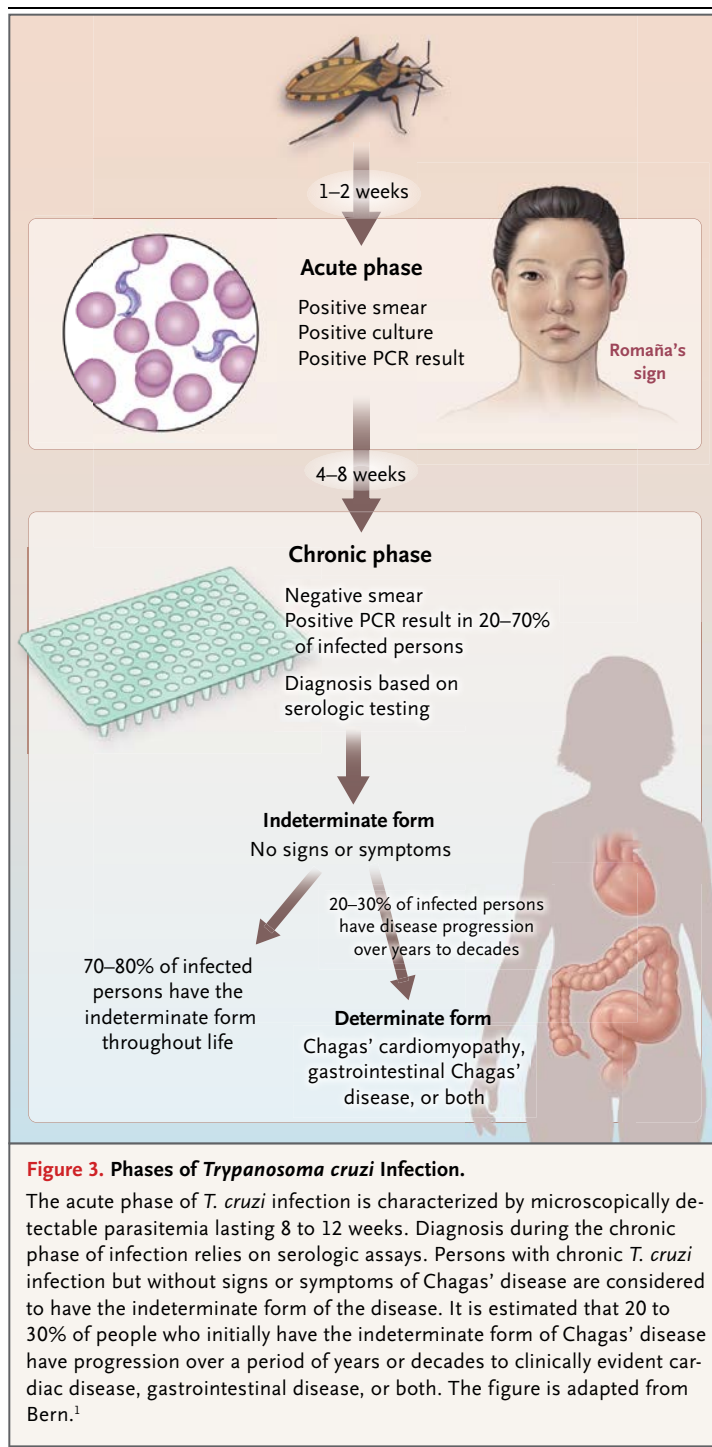 1–2 weeks
Acute phase
Positive smear
Positive culture
Positive PCR result
Romaña's
sign
4–8 weeks
Chronic phase
Negative smear
Positive PCR result in 20–70%
of infected persons
Diagnosis based on
serologic testing
Indeterminate form
No signs or symptoms
20–30% of infected persons
have disease progression
over years to decades
70–80% of infected
persons have the
indeterminate form
throughout life
Determinate form
Chagas' cardiomyopathy,
gastrointestinal Chagas'
disease, or both
Figure 3. Phases of Trypanosoma cruzi Infection.
The acute phase of T. cruzi infection is characterized by microscopically de-
tectable parasitemia lasting 8 to 12 weeks. Diagnosis during the chronic
phase of infection relies on serologic assays. Persons with chronic T. cruzi
infection but without signs or symptoms of Chagas' disease are considered
to have the indeterminate form of the disease. It is estimated that 20 to
30% of people who initially have the indeterminate form of Chagas' disease
have progression over a period of years or decades to clinically evident car-
diac disease, gastrointestinal disease, or both. The figure is adapted from
Bern.¹